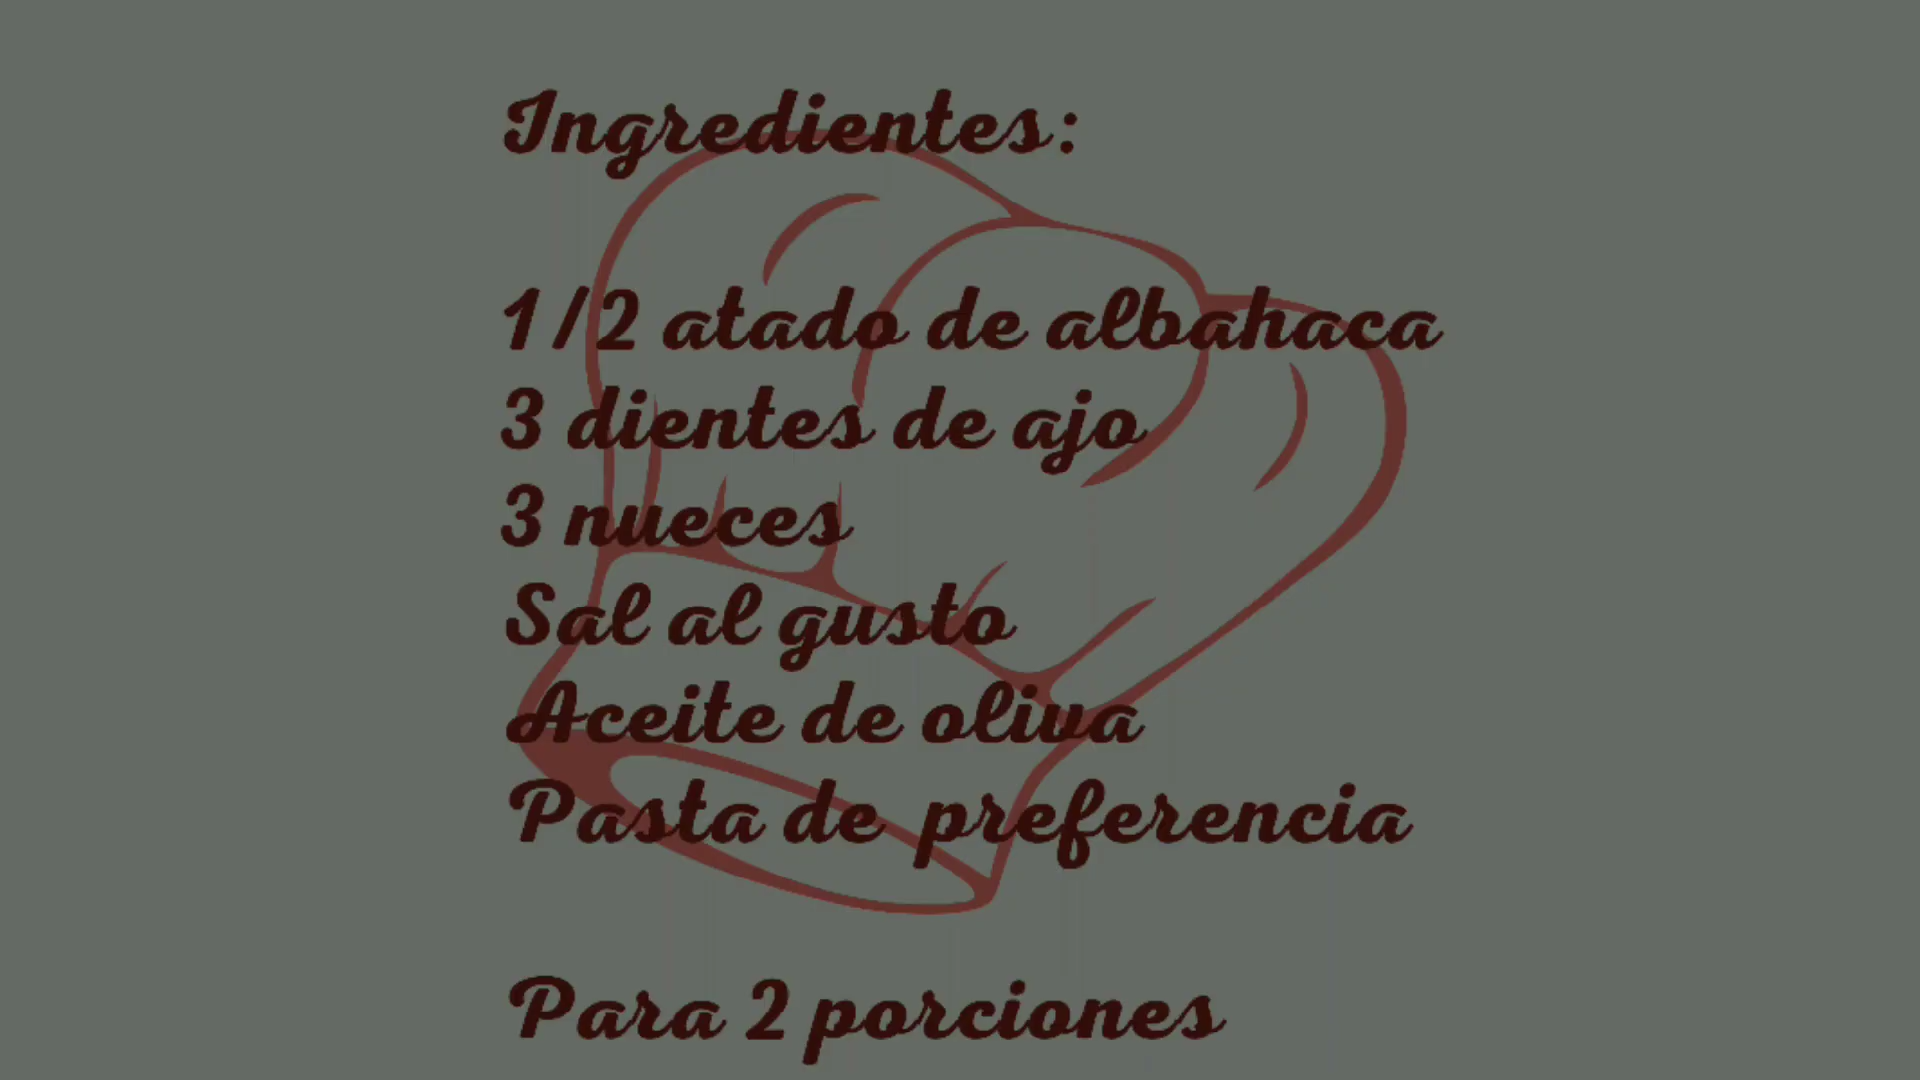 Ingredientes:
1/2 atado de albahaca
3 dientes de ajo
3 nueces
Sal al gusto
Aceite de oliva
Pasta de preferencia
Para 2 porciones